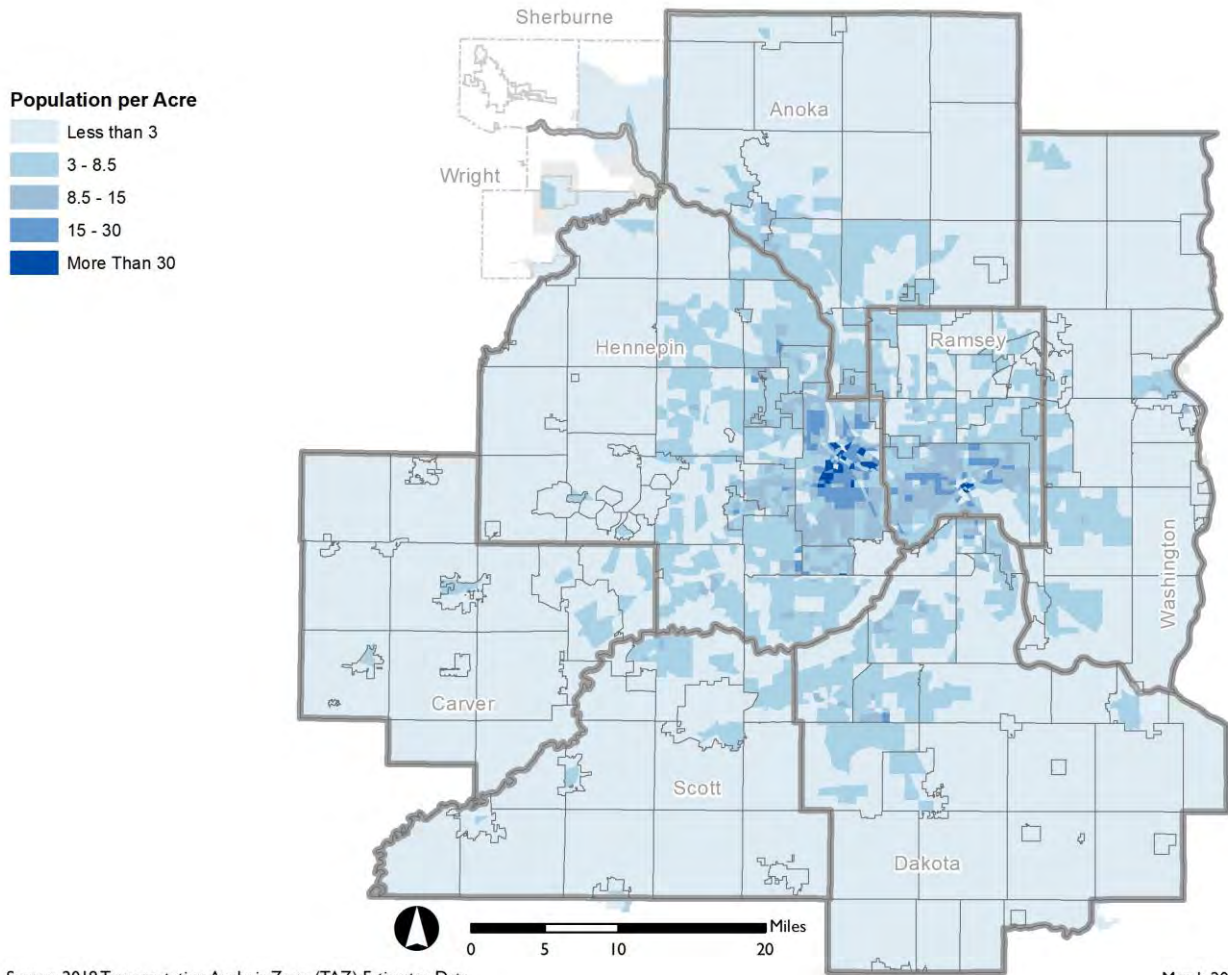 Population per Acre
Less than 3
3 - 8.5
8.5 - 15
15 - 30
More Than 30
Sherburne
Anoka
Wright
Hennepin
Ramsey
Washington
Carver
Scott
Dakota
Miles
0 5 10 20